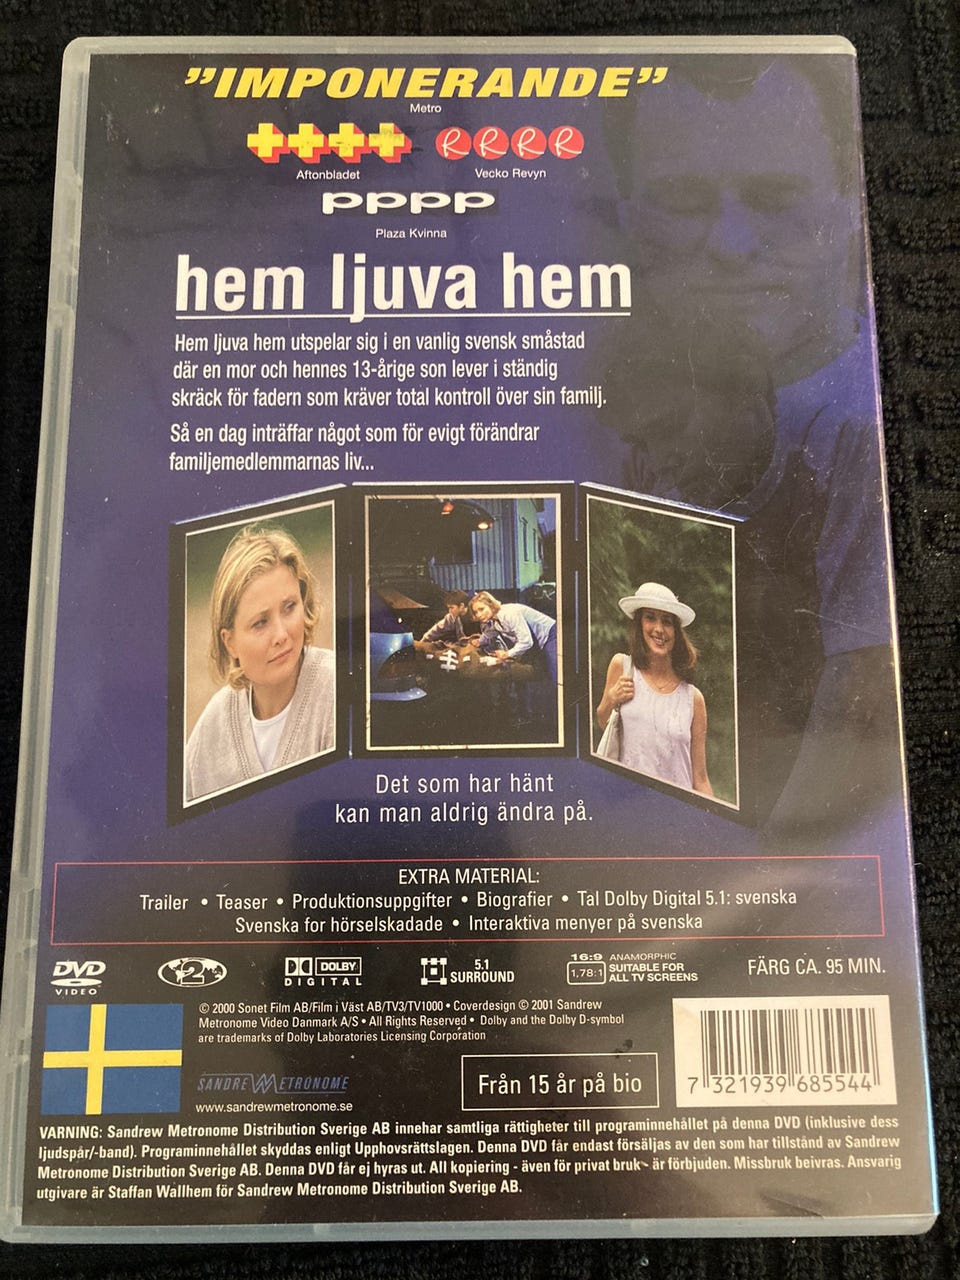 "IMPONERANDE"
Metro
RRRR
Aftonbladet
Vecko Revyn
pppp
Plaza Kvinna
hem ljuva hem
Hem ljuva hem utspelar sig i en vanlig svensk småstad
där en mor och hennes 13-årige son lever i ständig
skräck för fadern som kräver total kontroll över sin familj.
Så en dag inträffar något som för evigt förändrar
familjemedlemmarnas liv...
Det som har hänt
kan man aldrig ändra på.
EXTRA MATERIAL:
Trailer • Teaser • Produktionsuppgifter • Biografier • Tal Dolby Digital 5.1: svenska
Svenska for hörselskadade • Interaktiva menyer på svenska
DVD
VIDEO
2
DOLBY
DIGITAL
5.1
SURROUND
16:9
1,78:1
ANAMORPHIC
SUITABLE FOR
ALL TV SCREENS
FÄRG CA. 95 MIN.
© 2000 Sonet Film AB/Film i Väst AB/TV3/TV1000 • Coverdesign © 2001 Sandrew
Metronome Video Danmark A/S • All Rights Reserved • Dolby and the Dolby D-symbol
are trademarks of Dolby Laboratories Licensing Corporation
SANDREW METRONOME
www.sandrewmetronome.se
Från 15 år på bio
7 321939 685544
VARNING: Sandrew Metronome Distribution Sverige AB innehar samtliga rättigheter till programinnehållet på denna DVD (inklusive dess
ljudspår/-band). Programinnehållet skyddas enligt Upphovsrättslagen. Denna DVD får endast försäljas av den som har tillstånd av Sandrew
Metronome Distribution Sverige AB. Denna DVD får ej hyras ut. All kopiering - även för privat bruk - är förbjuden. Missbruk beivras. Ansvarig
utgivare är Staffan Wallhem för Sandrew Metronome Distribution Sverige AB.